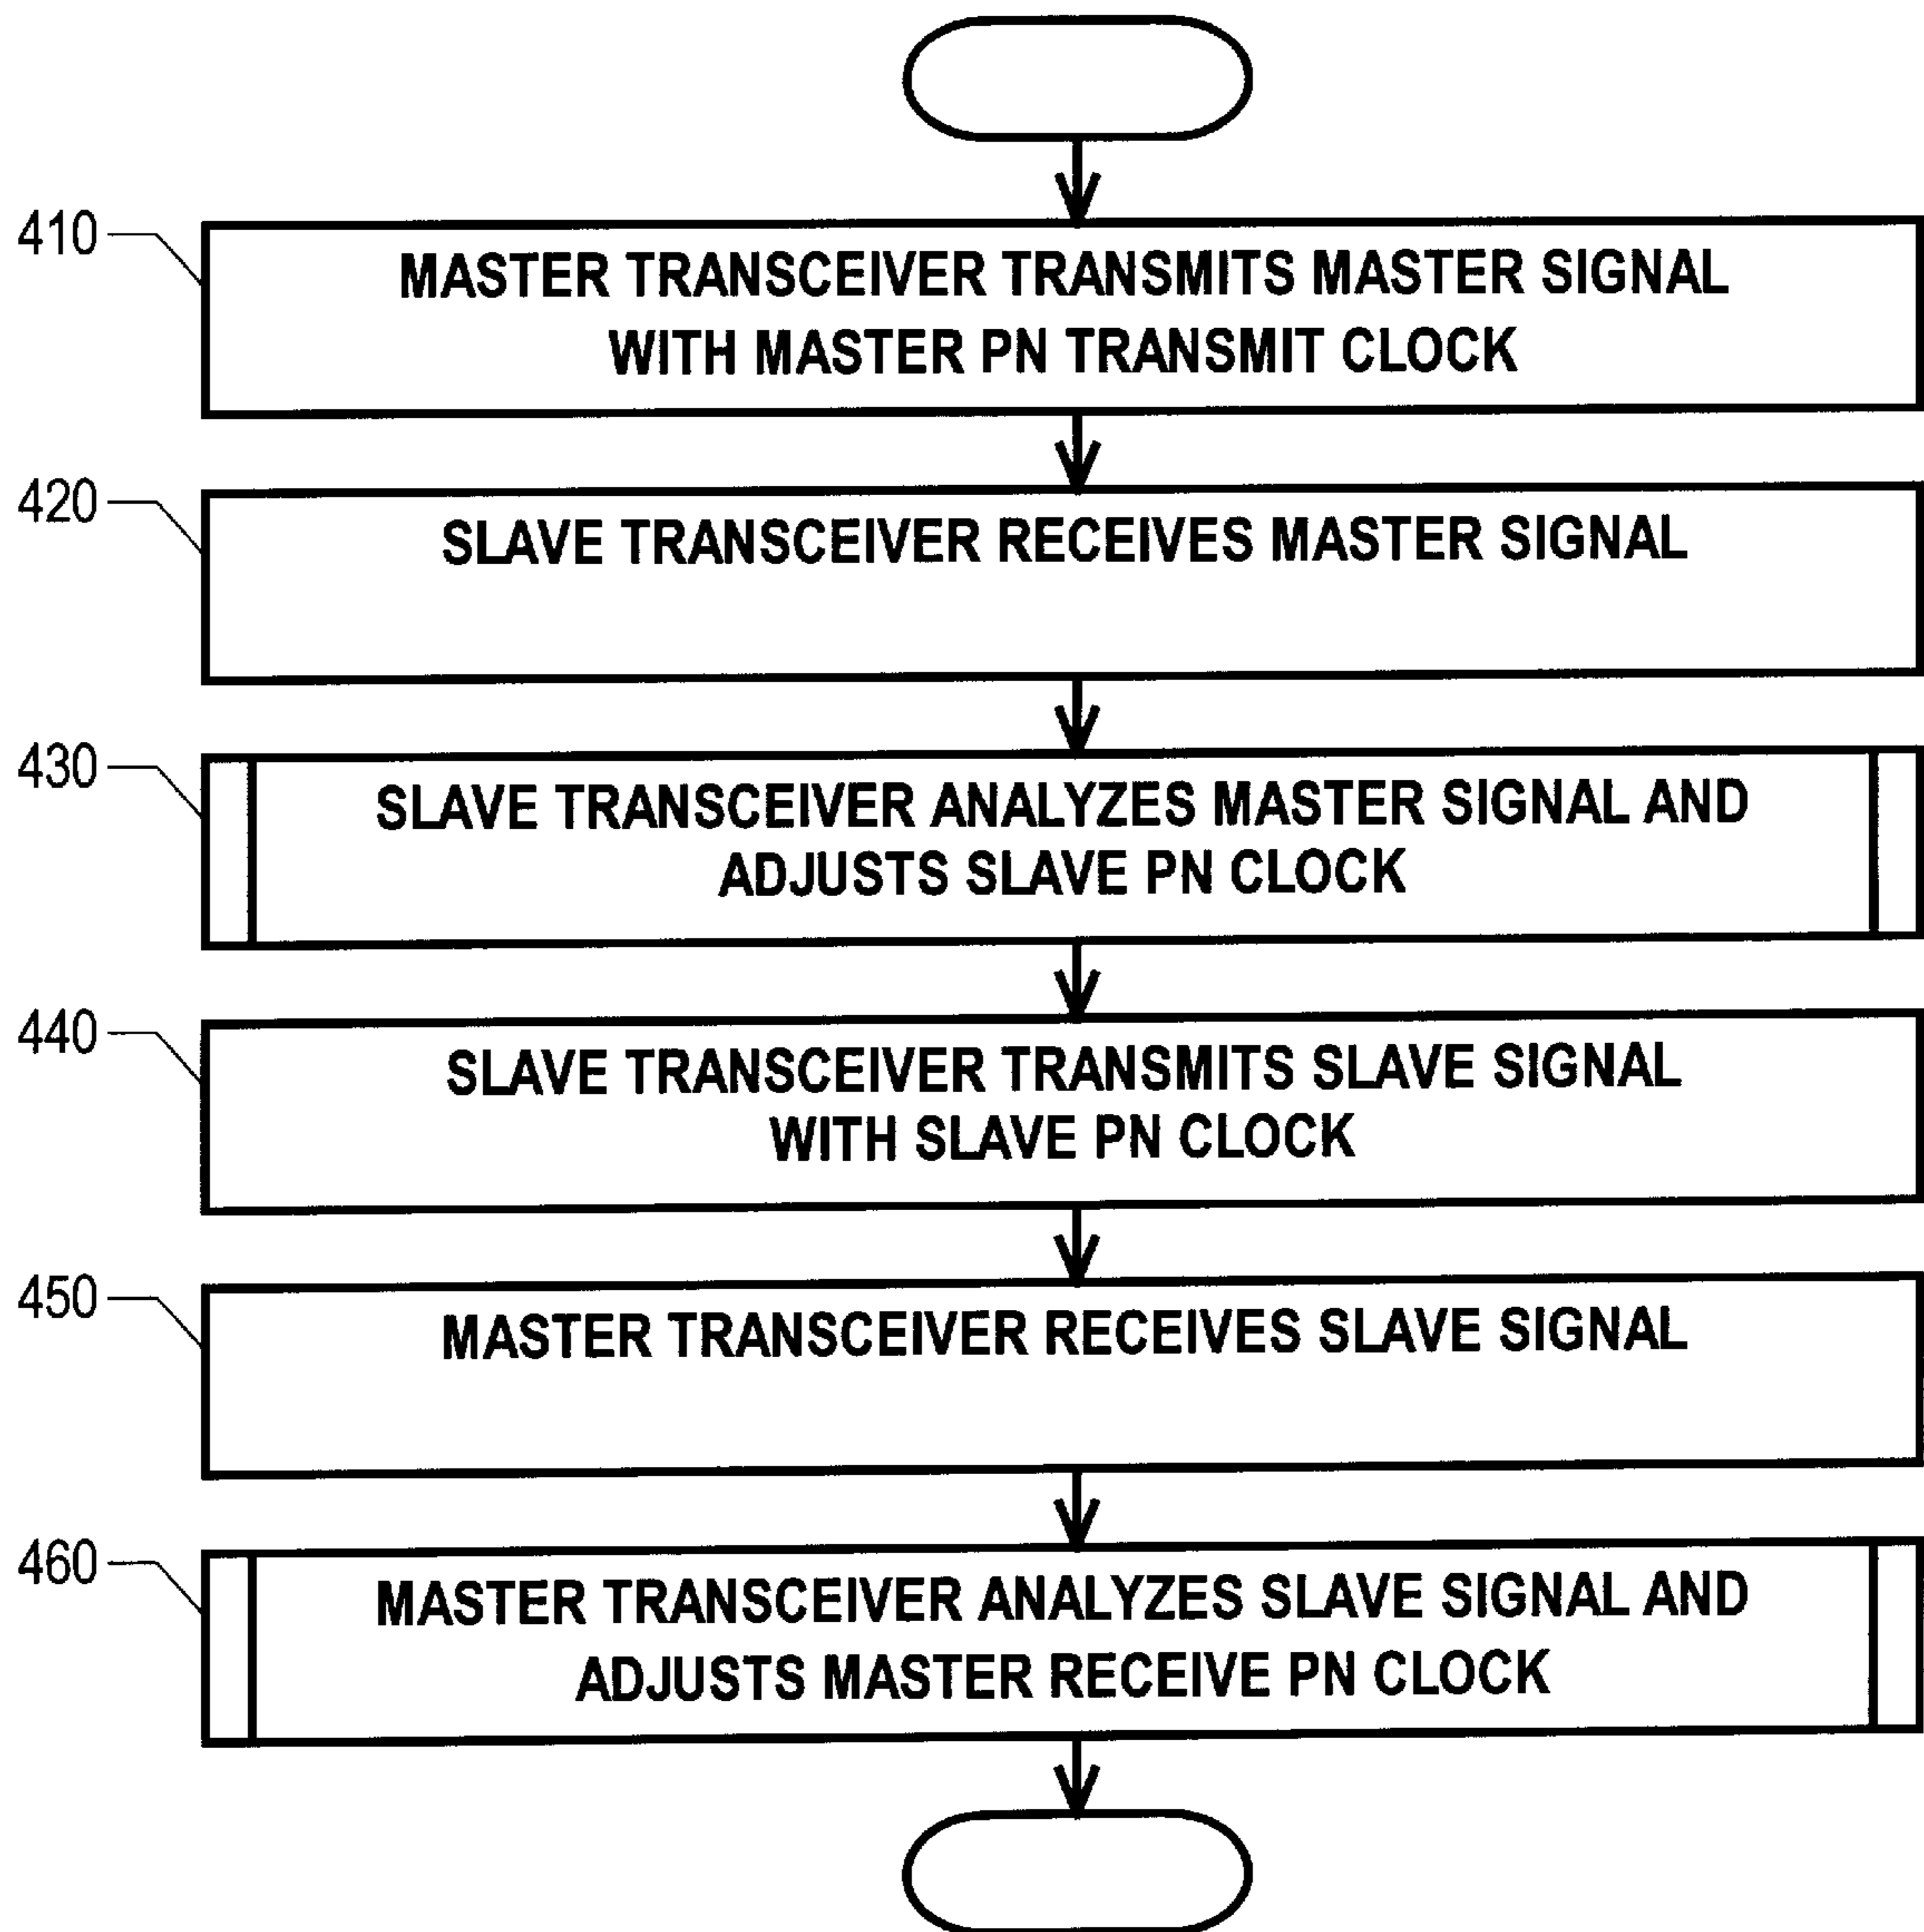 410
MASTER TRANSCEIVER TRANSMITS MASTER SIGNAL
WITH MASTER PN TRANSMIT CLOCK
420
SLAVE TRANSCEIVER RECEIVES MASTER SIGNAL
430
SLAVE TRANSCEIVER ANALYZES MASTER SIGNAL AND
ADJUSTS SLAVE PN CLOCK
440
SLAVE TRANSCEIVER TRANSMITS SLAVE SIGNAL
WITH SLAVE PN CLOCK
450
MASTER TRANSCEIVER RECEIVES SLAVE SIGNAL
460
MASTER TRANSCEIVER ANALYZES SLAVE SIGNAL AND
ADJUSTS MASTER RECEIVE PN CLOCK